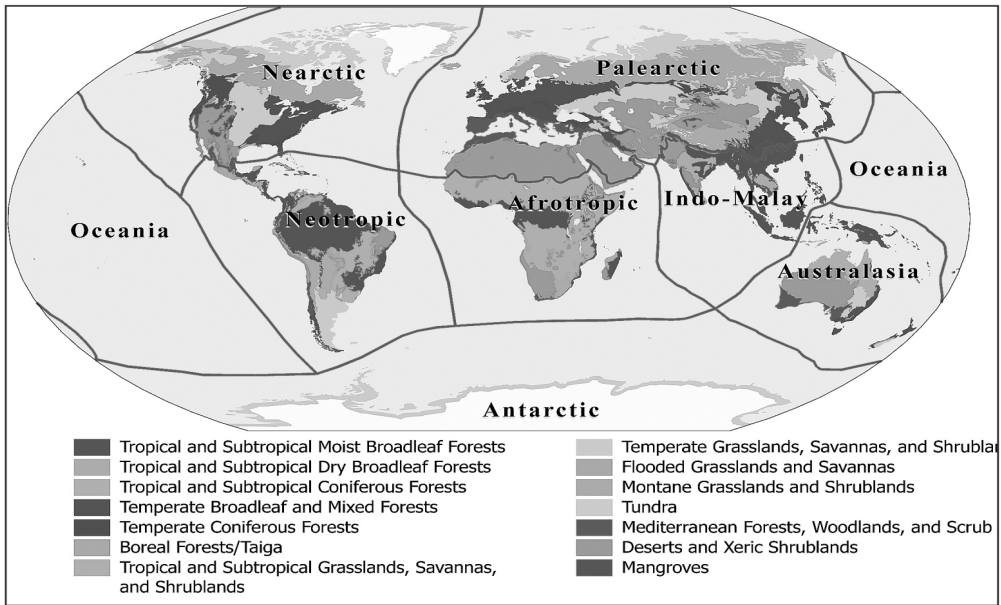 Nearctic
Palearctic
Oceania
Neotropic
Afrotropic
Indo-Malay
Oceania
Australasia
Antarctic
Tropical and Subtropical Moist Broadleaf Forests
Tropical and Subtropical Dry Broadleaf Forests
Tropical and Subtropical Coniferous Forests
Temperate Broadleaf and Mixed Forests
Temperate Coniferous Forests
Boreal Forests/Taiga
Tropical and Subtropical Grasslands, Savannas,
and Shrublands
Temperate Grasslands, Savannas, and Shrublan
Flooded Grasslands and Savannas
Montane Grasslands and Shrublands
Tundra
Mediterranean Forests, Woodlands, and Scrub
Deserts and Xeric Shrublands
Mangroves